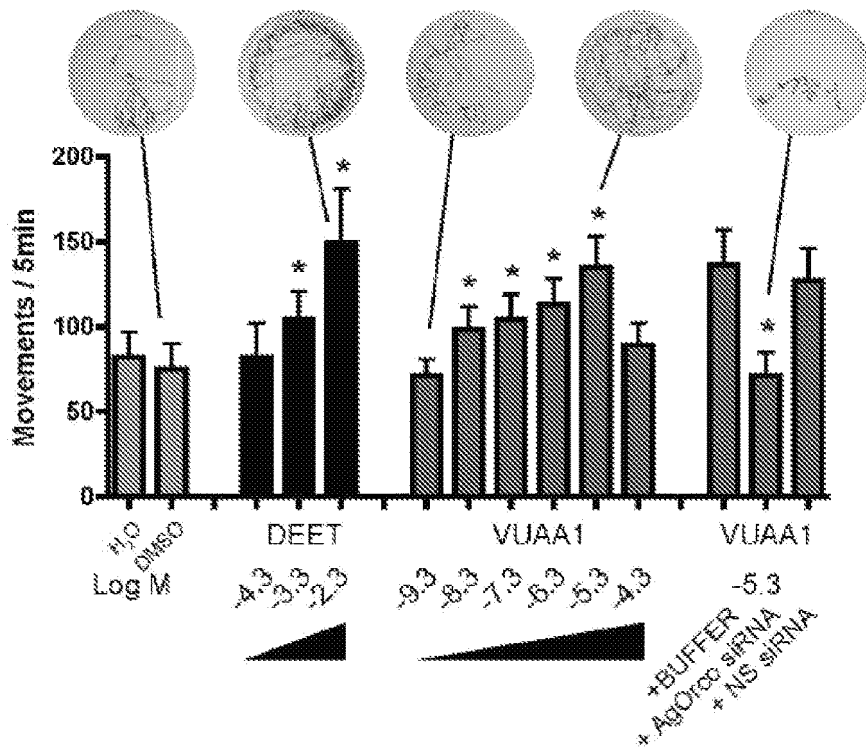 200
150
100
50
0
Movements / 5min
* * * * * * * *
H₂O DMSO DEET VUAA1 VUAA1
Log M -4.3 -3.3 -2.3 -9.3 -8.3 -7.3 -6.3 -5.3 -4.3 -5.3
+BUFFER
+ AgOrco siRNA
+ NS siRNA